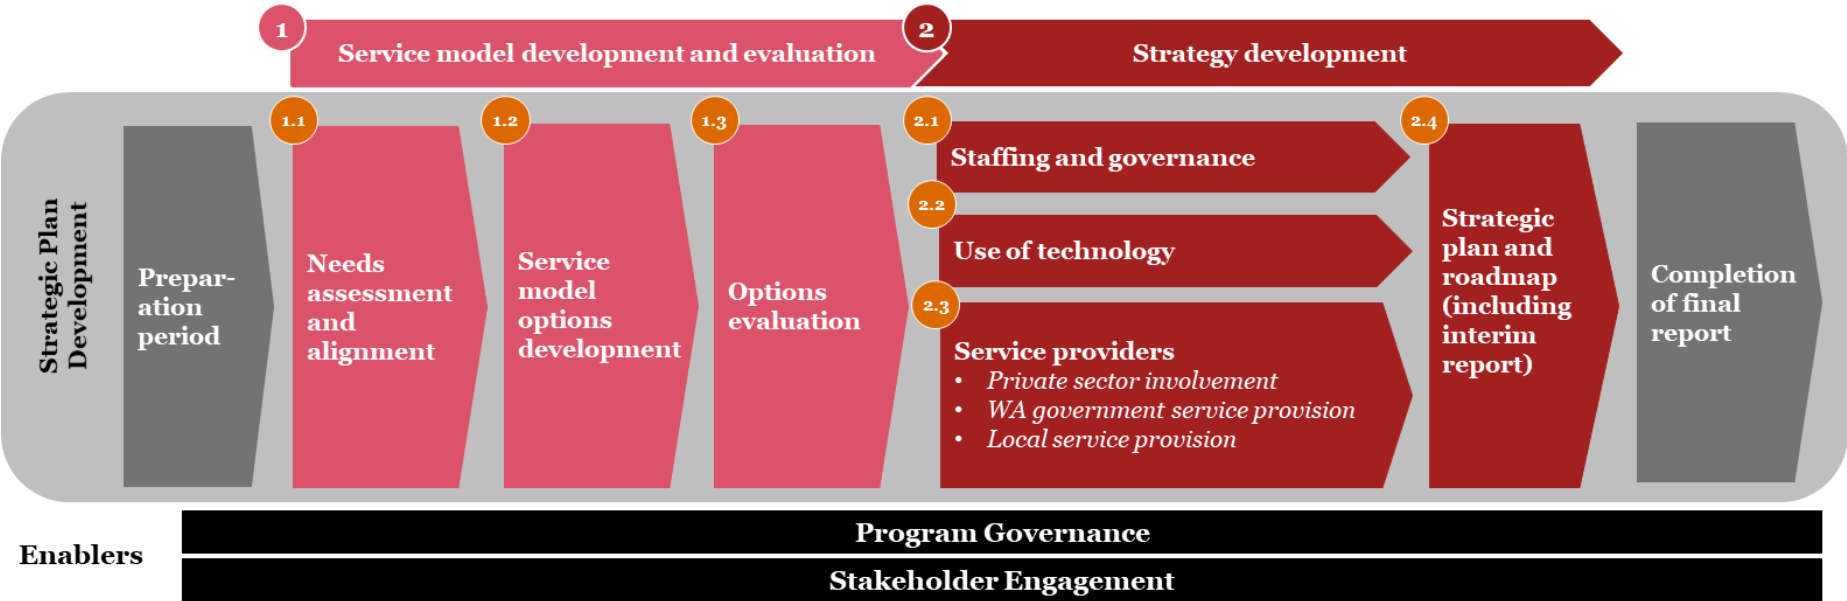 1
Service model development and evaluation
2
Strategy development
Strategic Plan
Development
Prepar-
ation
period
1.1
Needs
assessment
and
alignment
1.2
Service
model
options
development
1.3
Options
evaluation
2.1
Staffing and governance
2.2
Use of technology
2.3
Service providers
• Private sector involvement
• WA government service provision
• Local service provision
2.4
Strategic
plan and
roadmap
(including
interim
report)
Completion
of final
report
Enablers
Program Governance
Stakeholder Engagement